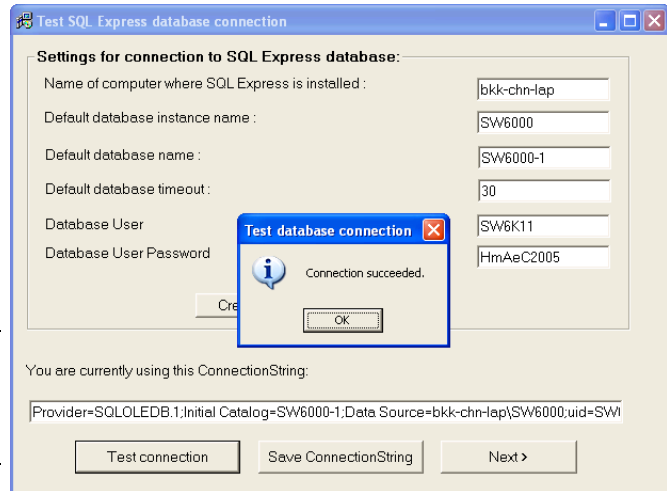 Test SQL Express database connection
Settings for connection to SQL Express database:
Name of computer where SQL Express is installed :
bkk-chn-lap
Default database instance name :
SW6000
Default database name :
SW6000-1
Default database timeout :
30
Database User
SW6K11
Database User Password
HmAeC2005
Test database connection
Connection succeeded.
OK
Cre
You are currently using this ConnectionString:
Provider=SQLOLEDB.1;Initial Catalog=SW6000-1;Data Source=bkk-chn-lap\SW6000;uid=SW
Test connection
Save ConnectionString
Next >